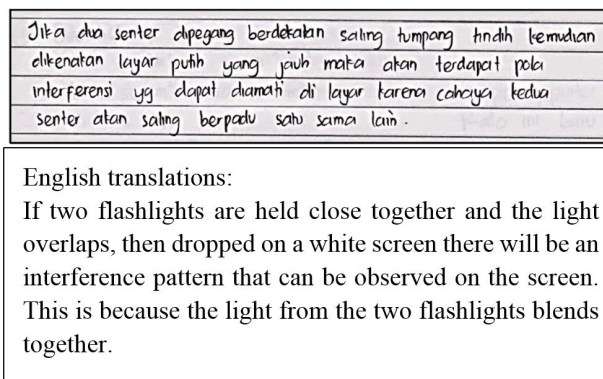 Jika dua senter dipegang berdekatan saling tumpang tindih kemudian
dikenakan layar putih yang jauh maka akan terdapat pola
interferensi yg dapat diamati di layar karena cahaya kedua
senter akan saling berpadu satu sama lain.
English translations:
If two flashlights are held close together and the light
overlaps, then dropped on a white screen there will be an
interference pattern that can be observed on the screen.
This is because the light from the two flashlights blends
together.